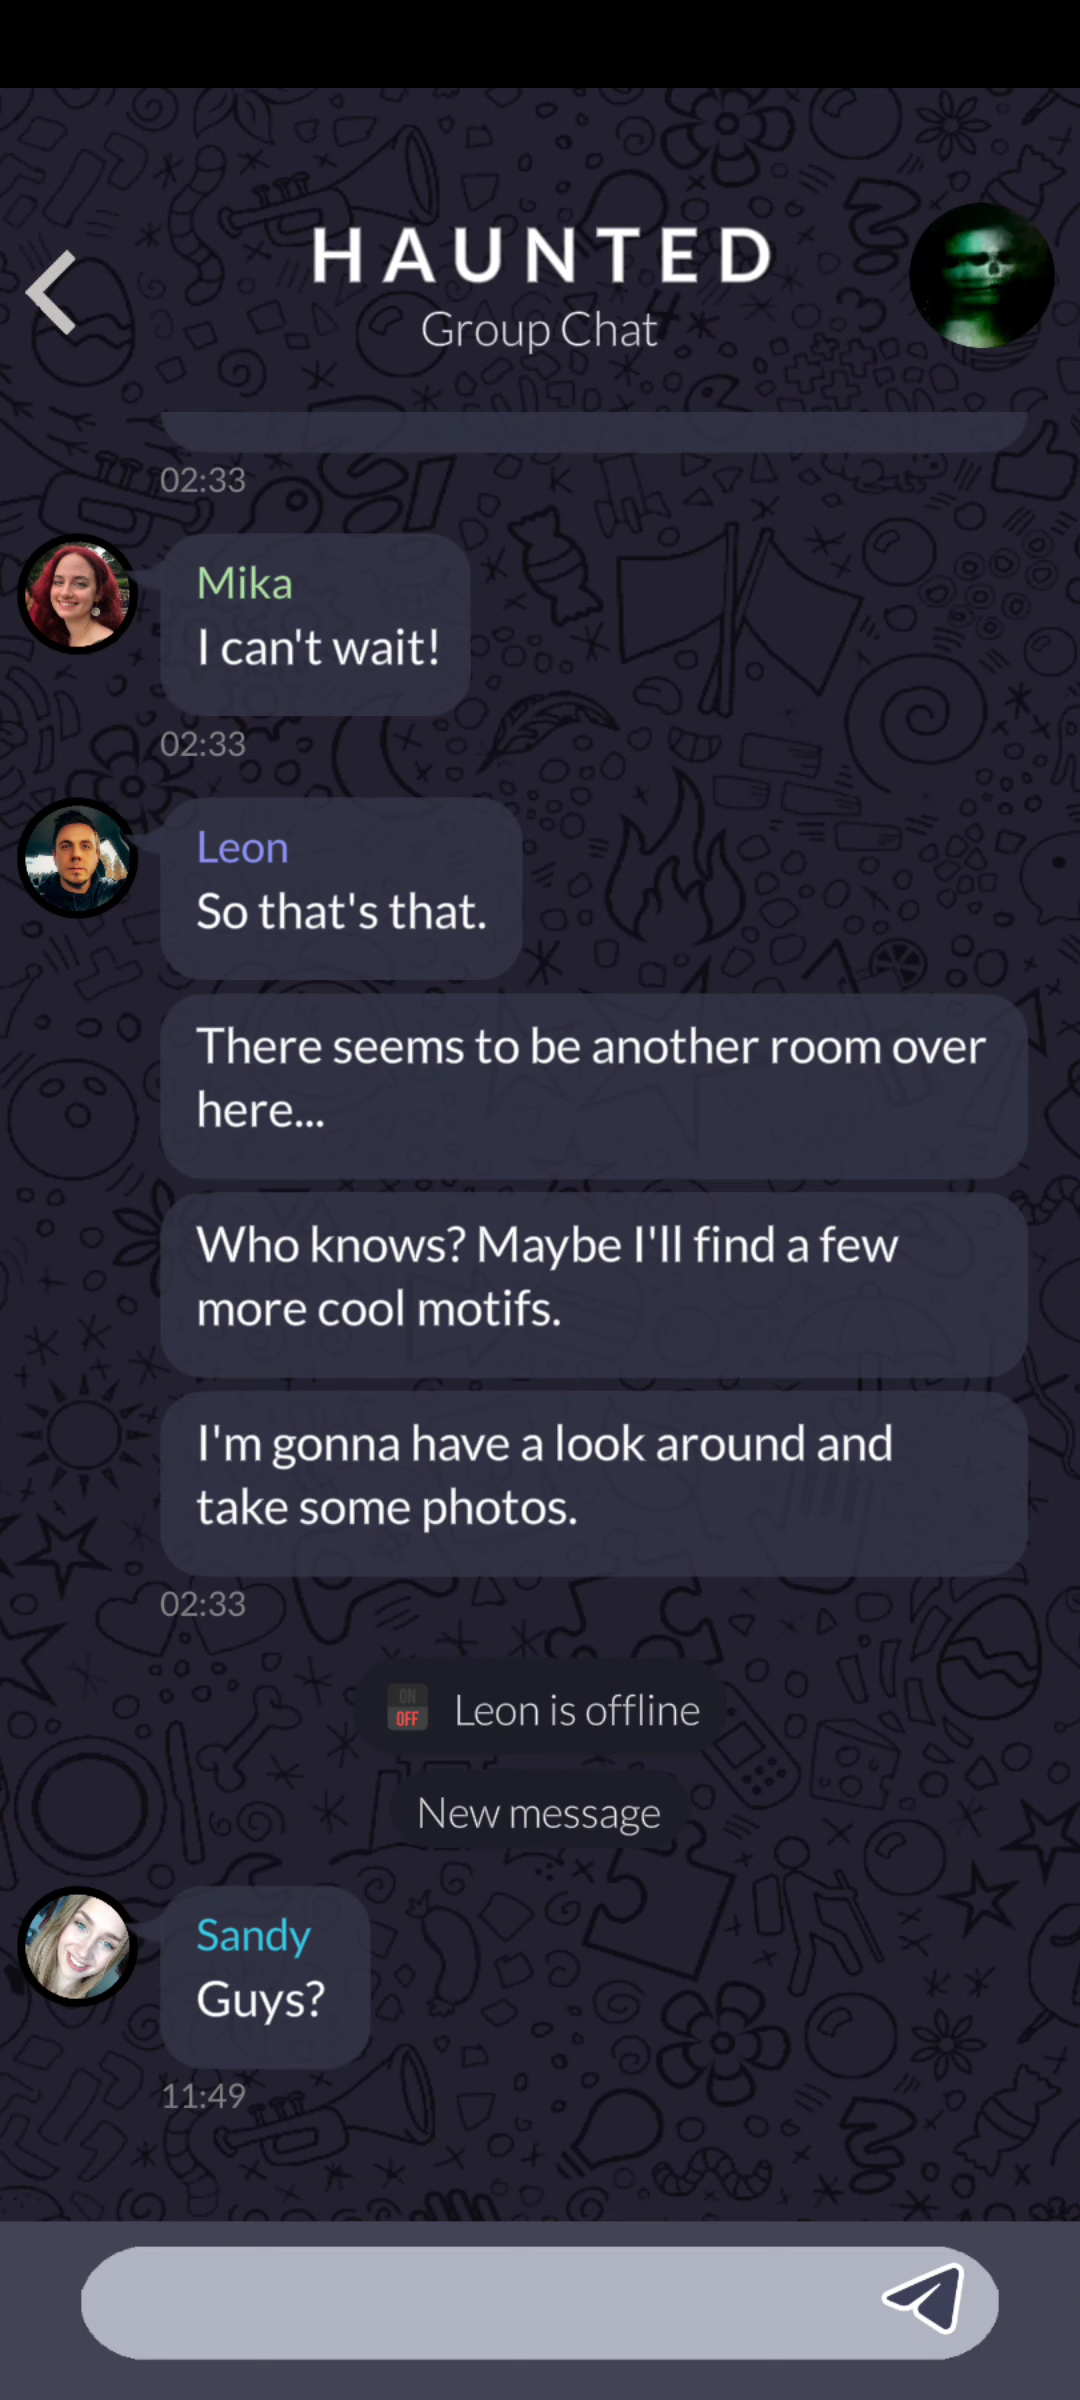 HAUNTED
Group Chat
02:33
Mika
I can't wait!
02:33
Leon
So that's that.
There seems to be another room over
here...
Who knows? Maybe I'll find a few
more cool motifs.
I'm gonna have a look around and
take some photos.
02:33
ON
OFF
Leon is offline
New message
Sandy
Guys?
11:49